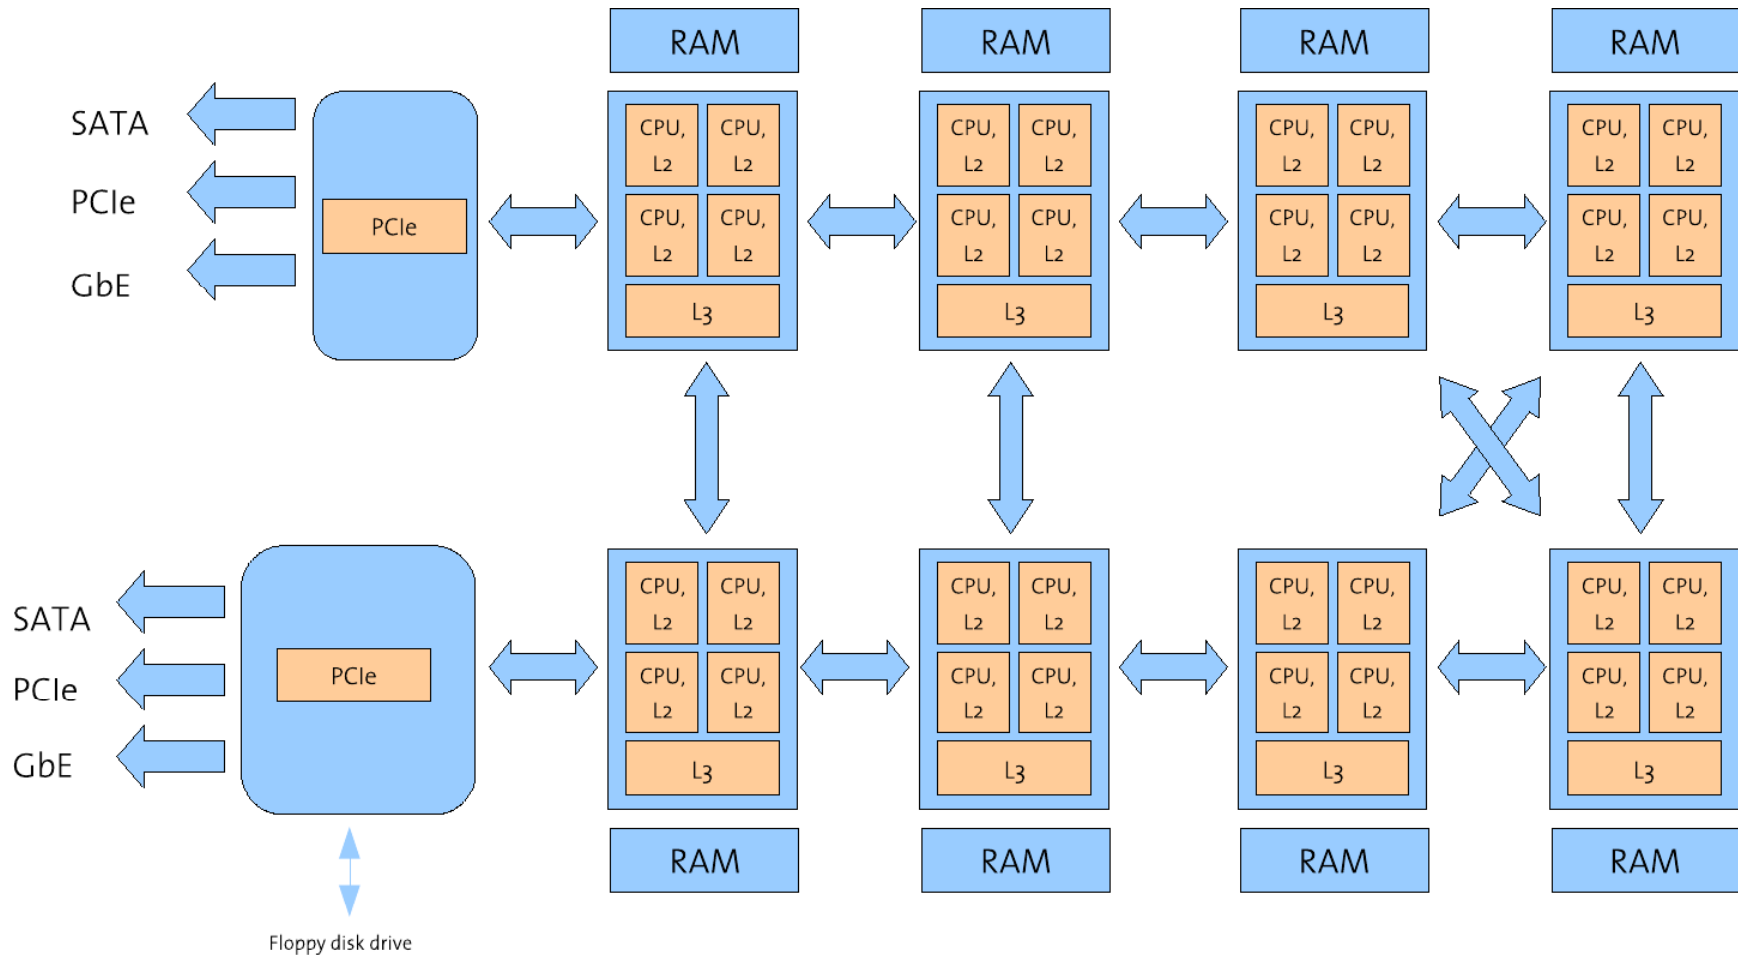 RAM RAM RAM RAM
SATA
PCIe
GbE
PCIe
CPU, CPU, CPU, CPU, CPU, CPU, CPU, CPU,
L2 L2 L2 L2 L2 L2 L2 L2
CPU, CPU, CPU, CPU, CPU, CPU, CPU, CPU,
L2 L2 L2 L2 L2 L2 L2 L2
L3 L3 L3 L3
SATA
PCIe
GbE
PCIe
CPU, CPU, CPU, CPU, CPU, CPU, CPU, CPU,
L2 L2 L2 L2 L2 L2 L2 L2
CPU, CPU, CPU, CPU, CPU, CPU, CPU, CPU,
L2 L2 L2 L2 L2 L2 L2 L2
L3 L3 L3 L3
RAM RAM RAM RAM
Floppy disk drive